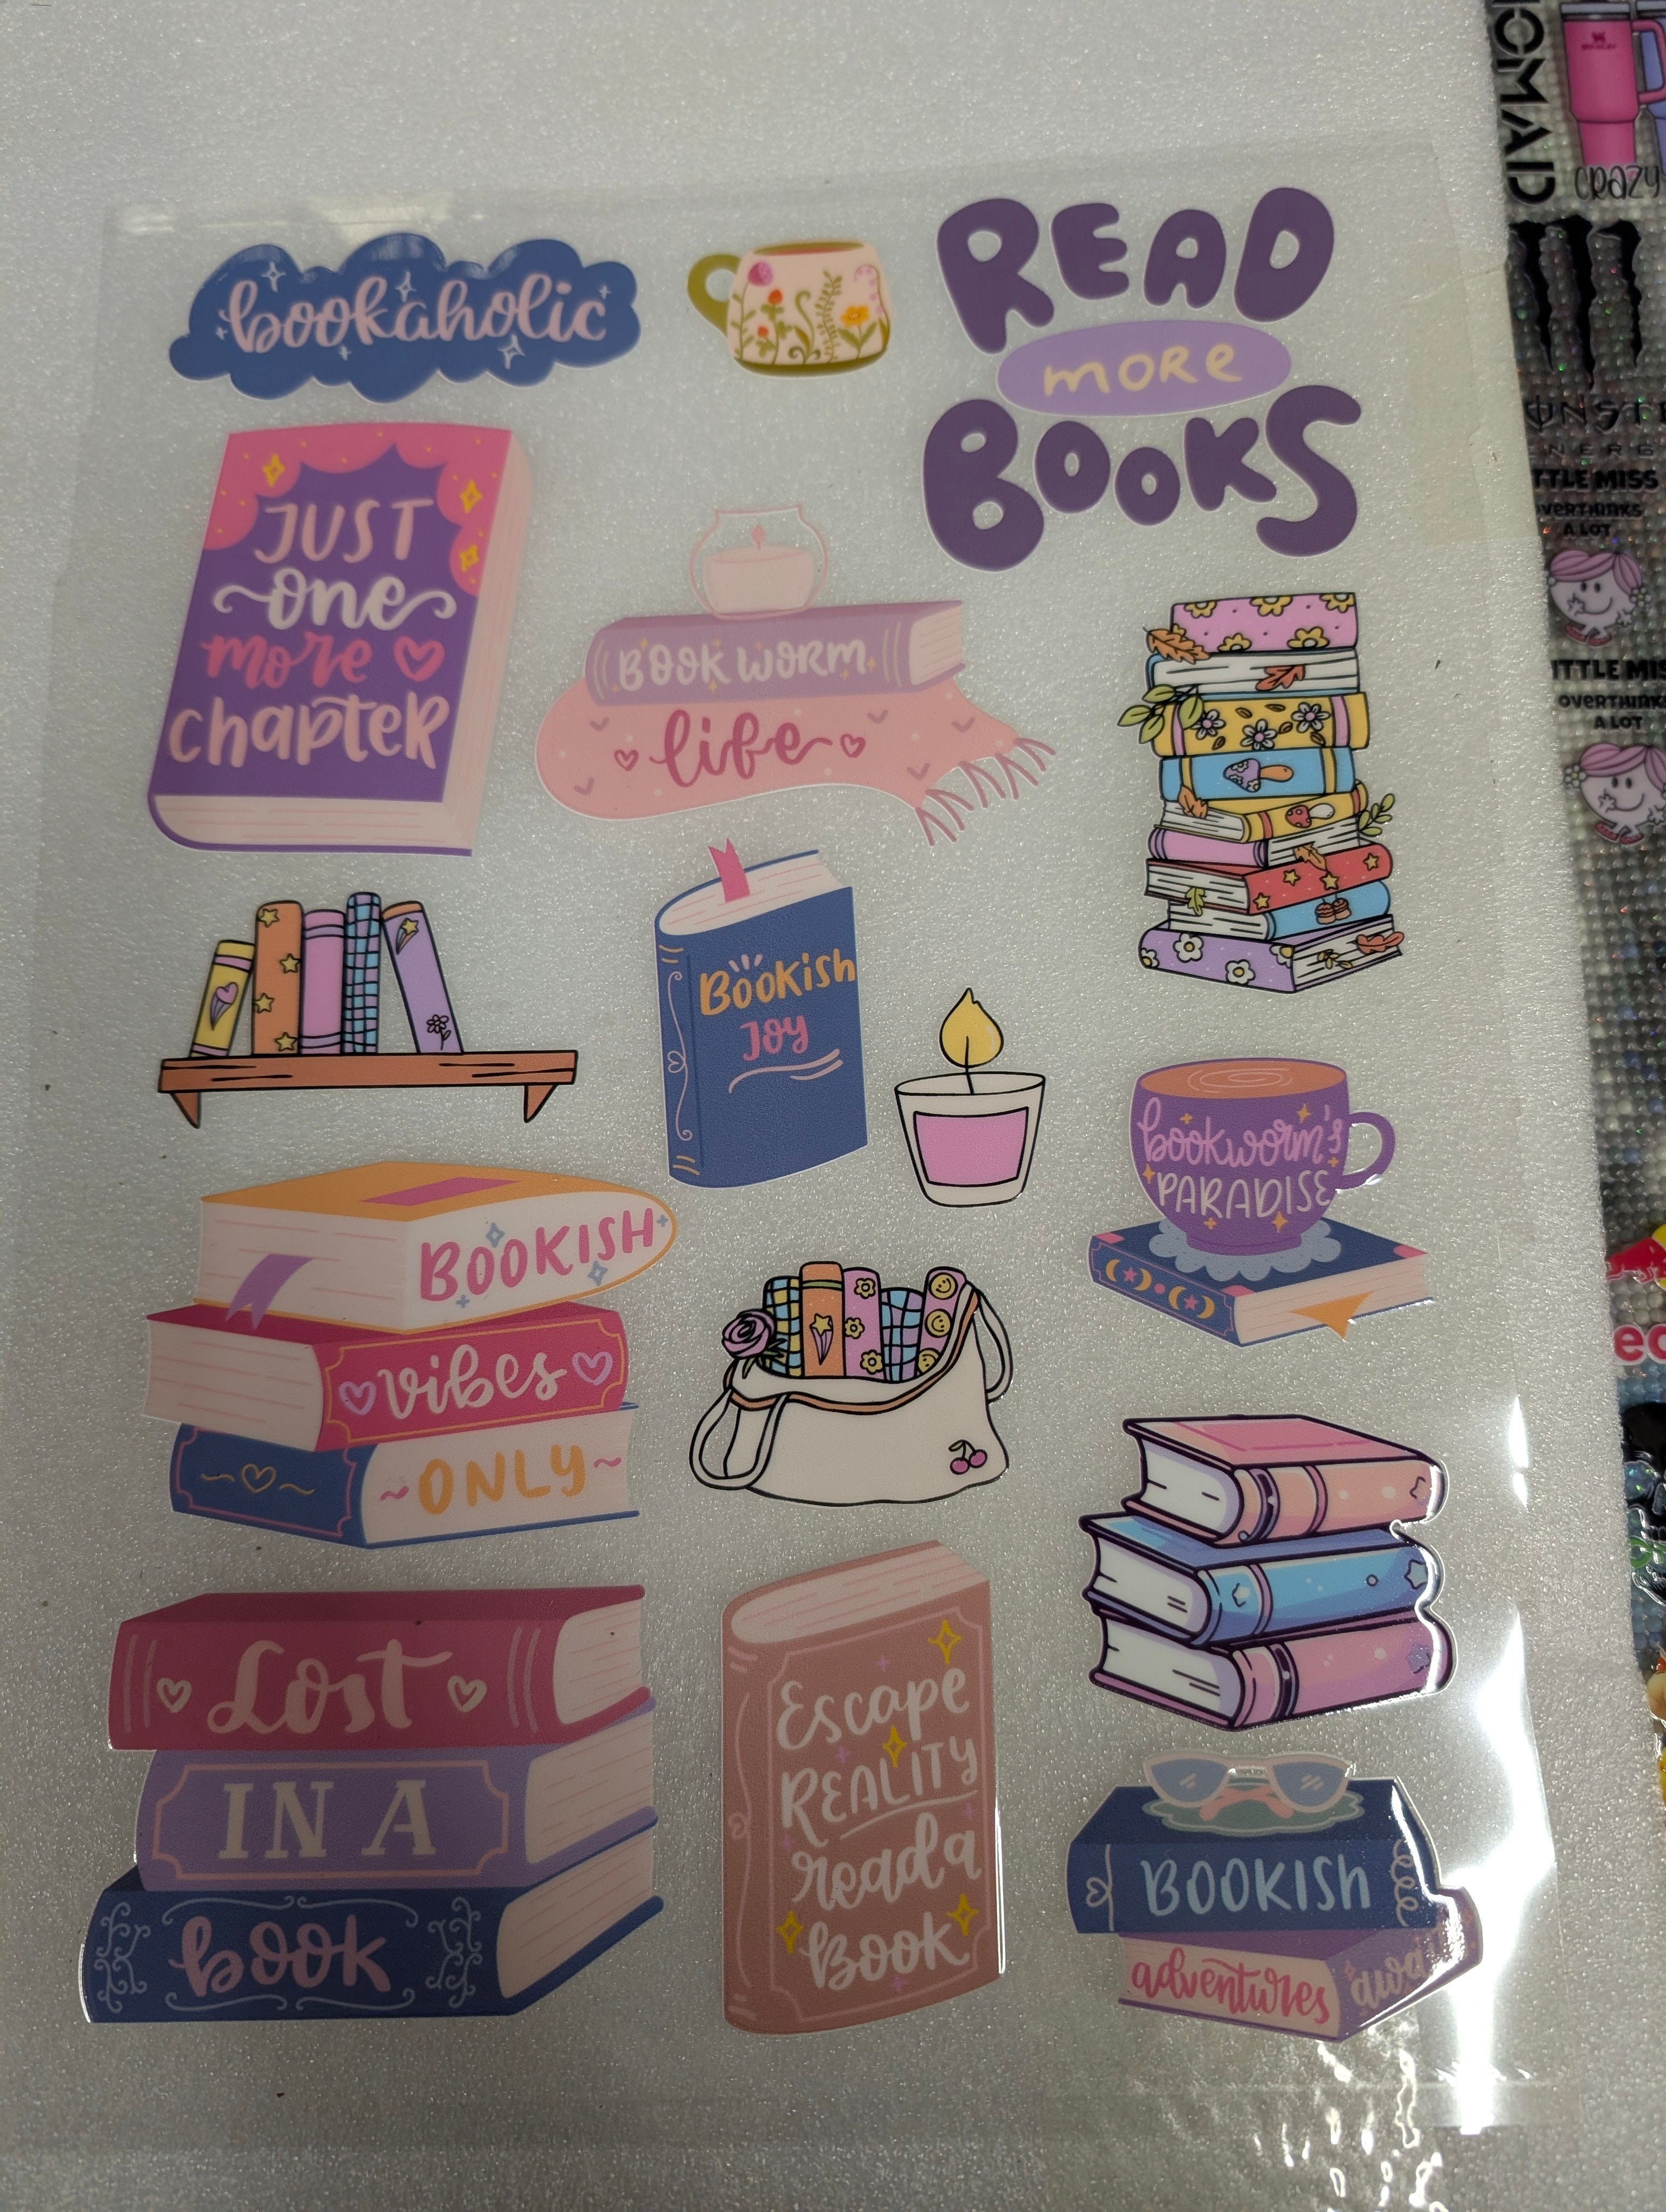 bookaholic
READ
more
BOOKS
JUST
one
more
chapter
BOOK WORM
life
BOOKISH
JOY
bookworm's
PARADISE
BOOKISH
vibes
ONLY
LOST
IN A
book
Escape
REALITY
read a
BOOK
BOOKISH
adventures
CRAZY
LITTLE MISS
OVERTHINKS
A LOT
LITTLE MISS
OVERTHINKS
A LOT